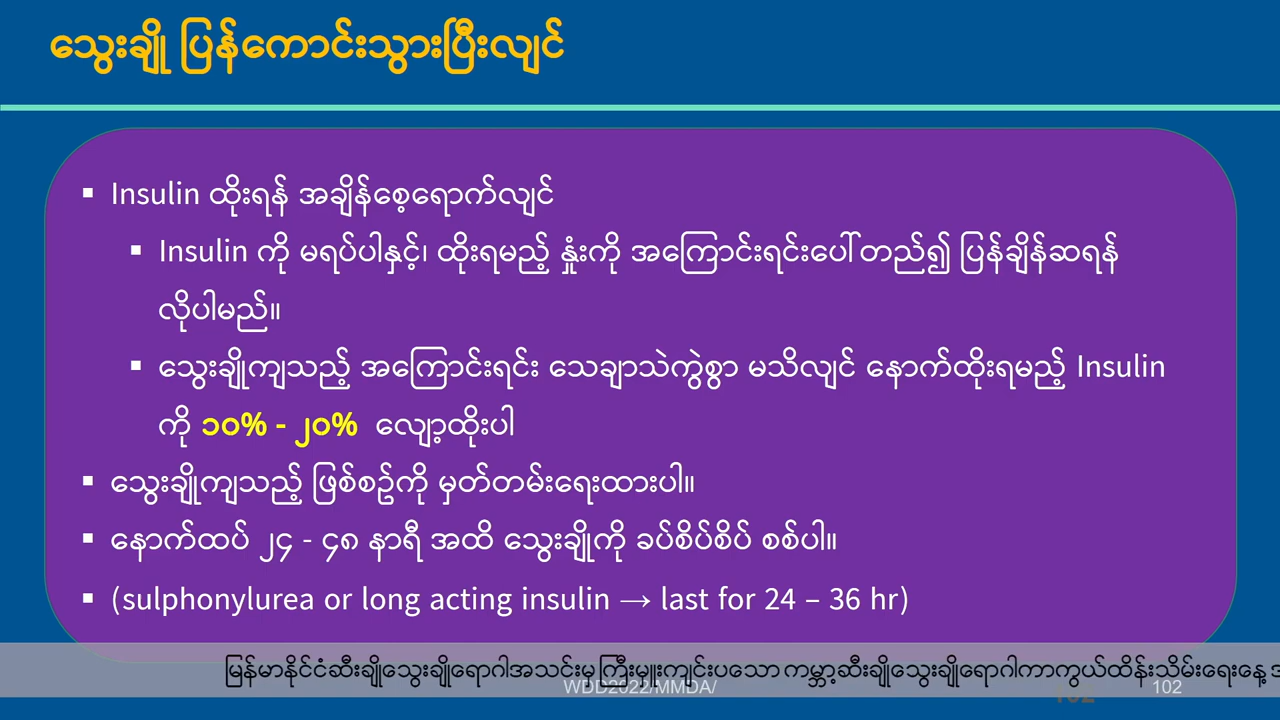 သွေးချို ပြန်ကောင်းသွားပြီးလျင်
▪ Insulin ထိုးရန် အချိန်စေ့ရောက်လျင်
▪ Insulin ကို မရပ်ပါနှင့်၊ ထိုးရမည့် နှုံးကို အကြောင်းရင်းပေါ် တည်၍ ပြန်ချိန်ဆရန်
လိုပါမည်။
▪ သွေးချိုကျသည့် အကြောင်းရင်း သေချာသဲကွဲစွာ မသိလျင် နောက်ထိုးရမည့် Insulin
ကို ၁၀% - ၂၀% လျော့ထိုးပါ
▪ သွေးချိုကျသည့် ဖြစ်စဥ်ကို မှတ်တမ်းရေးထားပါ။
▪ နောက်ထပ် ၂၄ - ၄၈ နာရီ အထိ သွေးချိုကို ခပ်စိပ်စိပ် စစ်ပါ။
▪ (sulphonylurea or long acting insulin → last for 24 – 36 hr)
မြန်မာနိုင်ငံဆီးချိုသွေးချိုရောဂါအသင်းမှကြီးမှူးကျင်းပသော ကမ္ဘာ့ဆီးချိုသွေးချိုရောဂါကာကွယ်ထိန်းသိမ်းရေးနေ့
WDD2022/MMDA/ 102
102